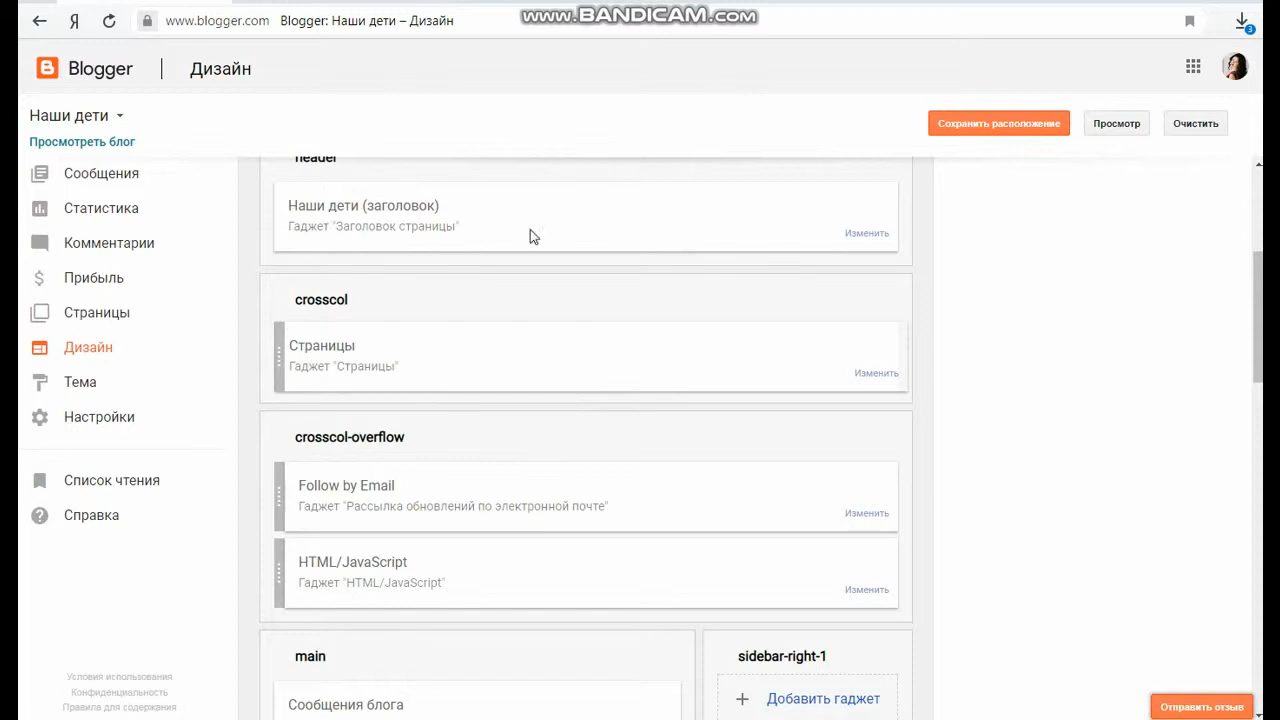 www.blogger.com Blogger: Наши дети – Дизайн
www.BANDICAM.com
3
Blogger | Дизайн
Наши дети
Просмотреть блог
Сохранить расположение
Просмотр
Очистить
Сообщения
Статистика
Комментарии
Прибыль
Страницы
Дизайн
Тема
Настройки
Список чтения
Справка
Условия использования
Конфиденциальность
Правила для содержания
header
Наши дети (заголовок)
Гаджет "Заголовок страницы"
Изменить
crosscol
Страницы
Гаджет "Страницы"
Изменить
crosscol-overflow
Follow by Email
Гаджет "Рассылка обновлений по электронной почте"
Изменить
HTML/JavaScript
Гаджет "HTML/JavaScript"
Изменить
main
Сообщения блога
sidebar-right-1
+ Добавить гаджет
Отправить отзыв